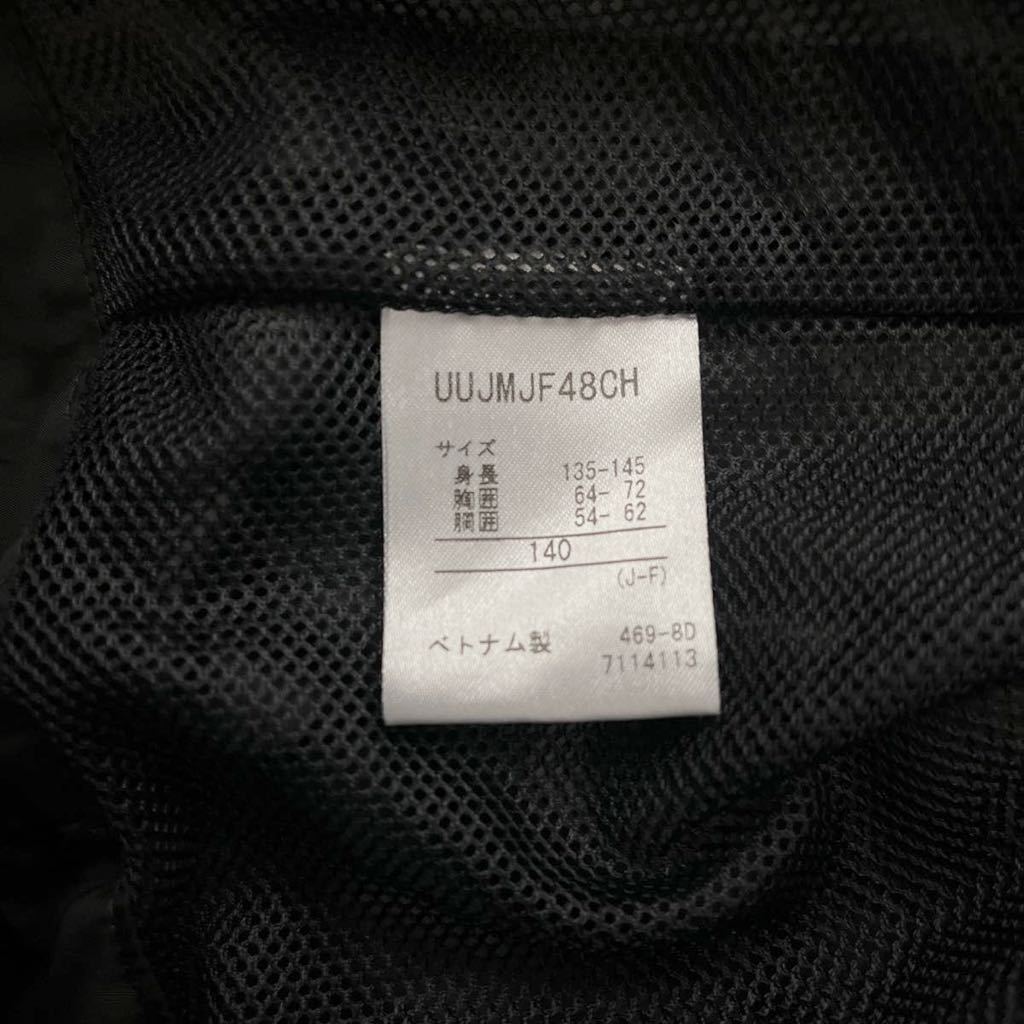 UUJMJF48CH
サイズ
身長 135-145
胸囲 64- 72
胴囲 54- 62
140
(J-F)
ベトナム製 469-8D
7114113